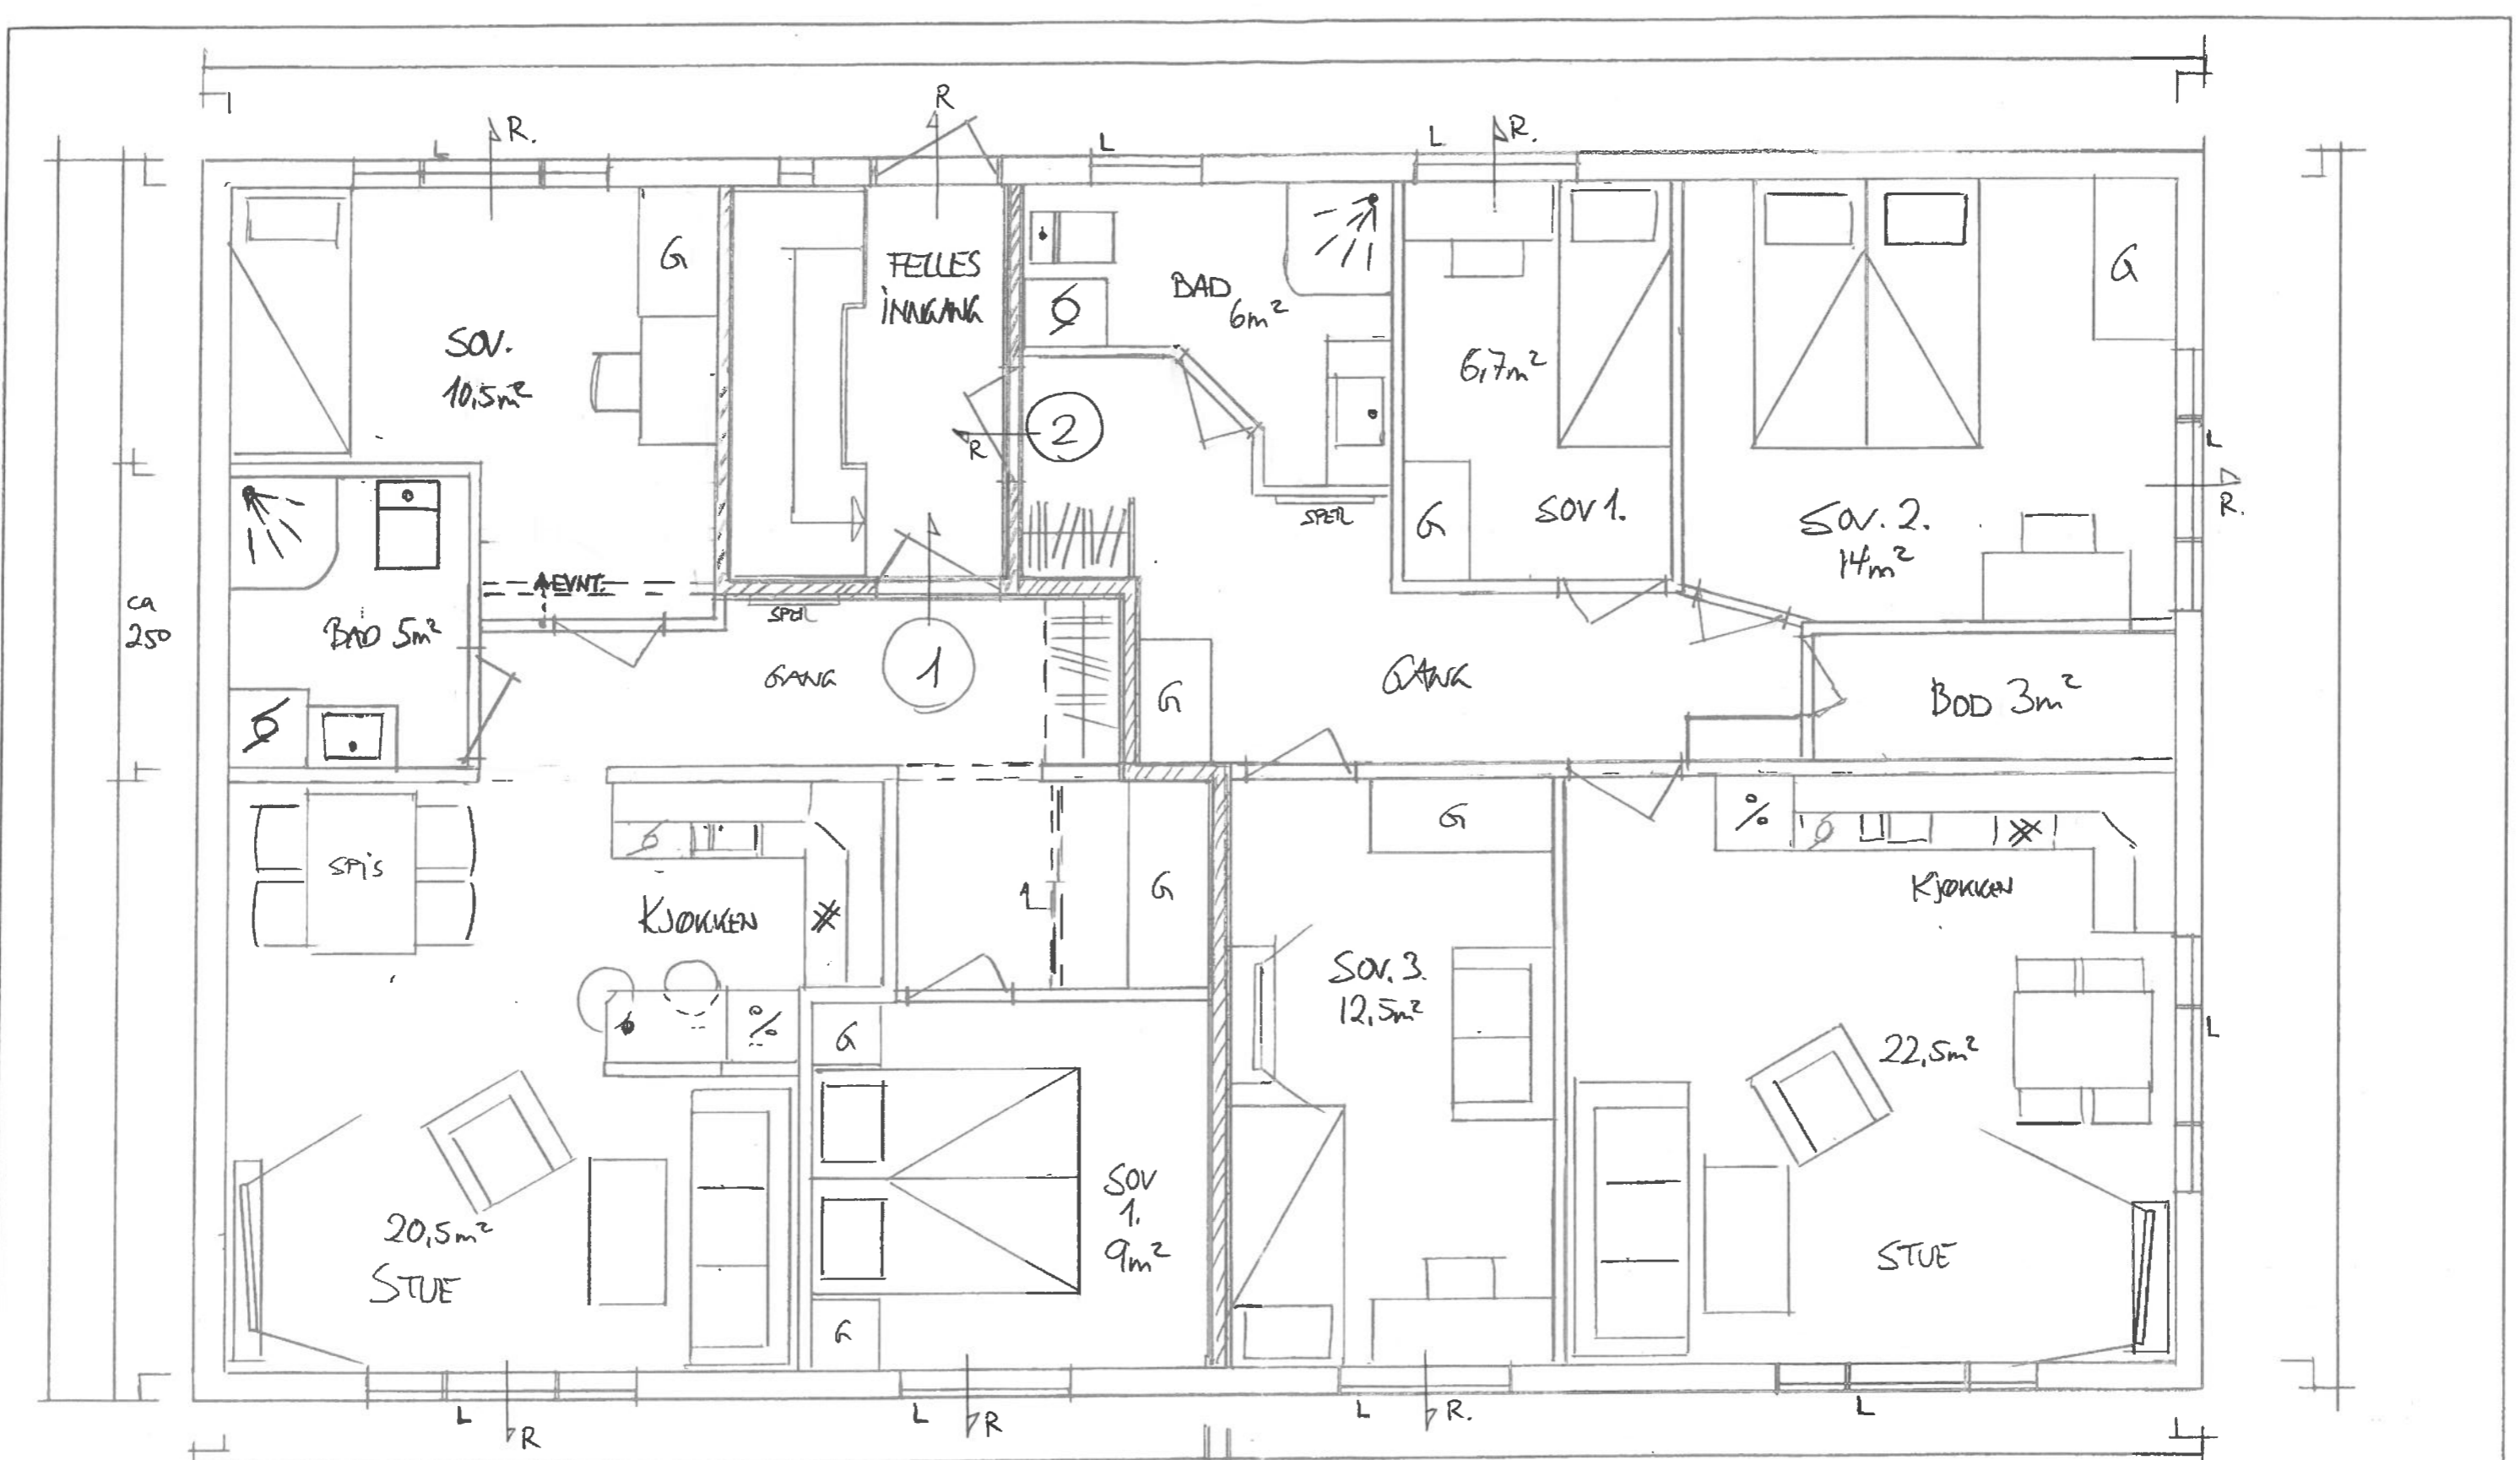 R.
R
L
L
L
R.
G
SOV.
10,5m²
FELLES
INNGANG
BAD
6m²
6,7m²
SOV 1.
G
G
SOV. 2.
14m²
L
R.
R
2
SPEIL
EVNT.
ca
250
BAD 5m²
SPEIL
GANG
1
G
GANG
BOD 3m²
SPIS
KJØKKEN
G
G
SOV. 3.
12,5m²
KJØKKEN
22,5m²
L
G
SOV
1.
9m²
G
20,5m²
STUE
STUE
L
R
L
R
L
R.
L